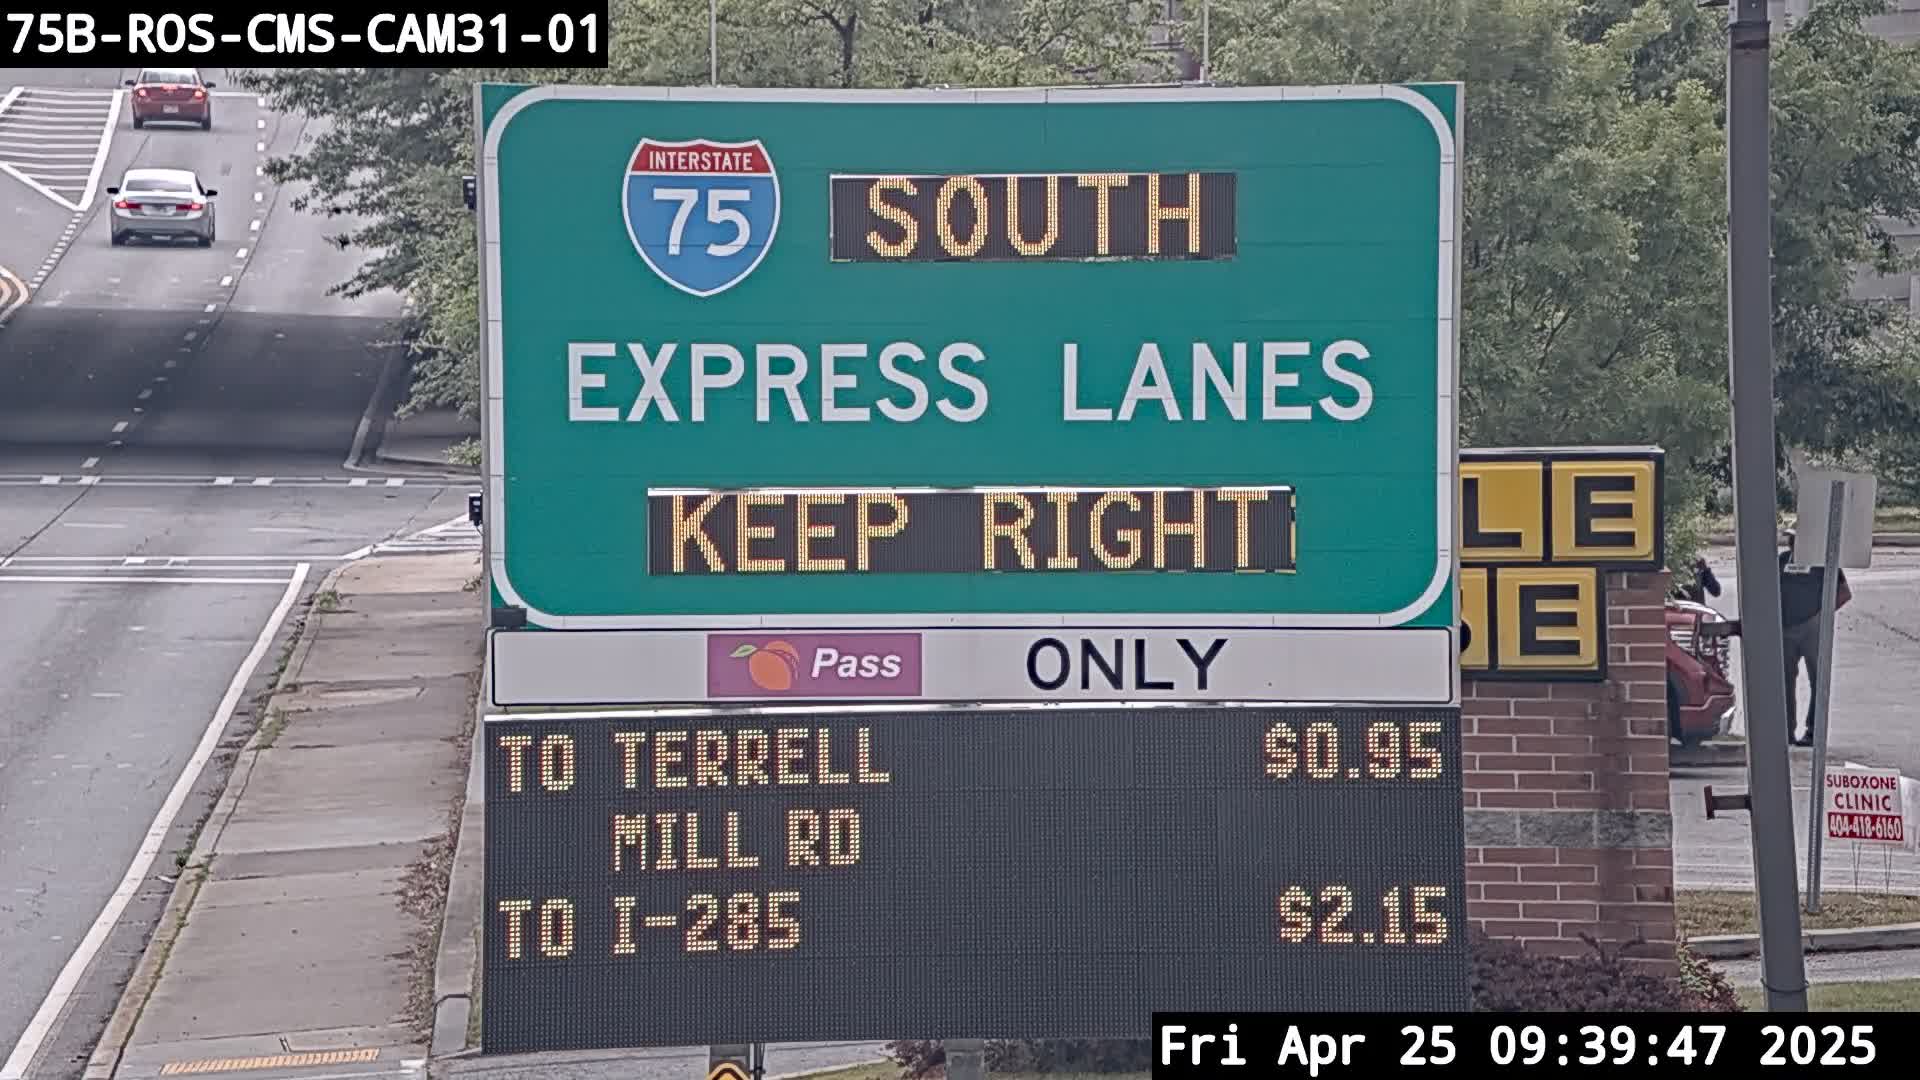 75B-ROS-CMS-CAM31-01
INTERSTATE
75
SOUTH
EXPRESS LANES
KEEP RIGHT
Pass ONLY
TO TERRELL $0.95
MILL RD
TO I-285 $2.15
LE
E
SUBOXONE
CLINIC
404-418-6160
Fri Apr 25 09:39:47 2025